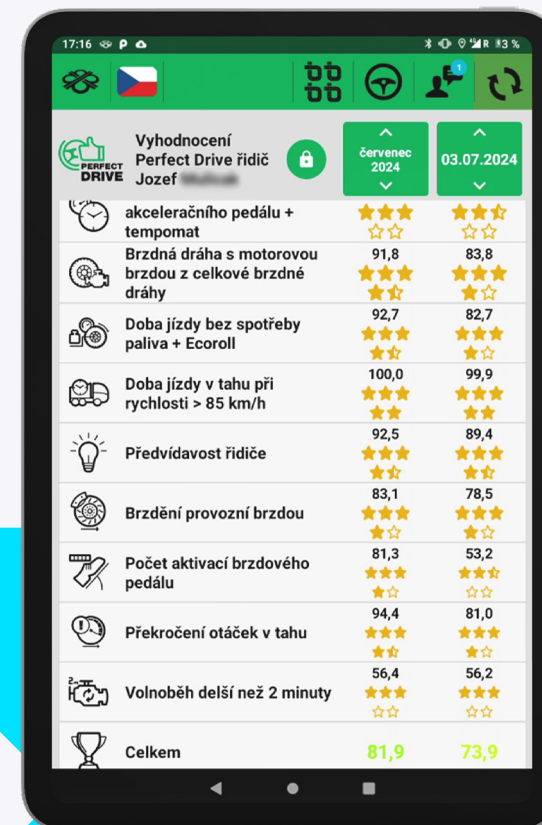 17:16
R 3 %
1
PERFECT
DRIVE
Vyhodnocení
Perfect Drive řidič
Jozef
červenec
2024
03.07.2024
akceleračního pedálu +
tempomat
Brzdná dráha s motorovou
brzdou z celkové brzdné
dráhy
91,8
83,8
Doba jízdy bez spotřeby
paliva + Ecoroll
92,7
82,7
Doba jízdy v tahu při
rychlosti > 85 km/h
100,0
99,9
Předvídavost řidiče
92,5
89,4
Brzdění provozní brzdou
83,1
78,5
Počet aktivací brzdového
pedálu
81,3
53,2
Překročení otáček v tahu
94,4
81,0
Volnoběh delší než 2 minuty
56,4
56,2
Celkem
81,9
73,9